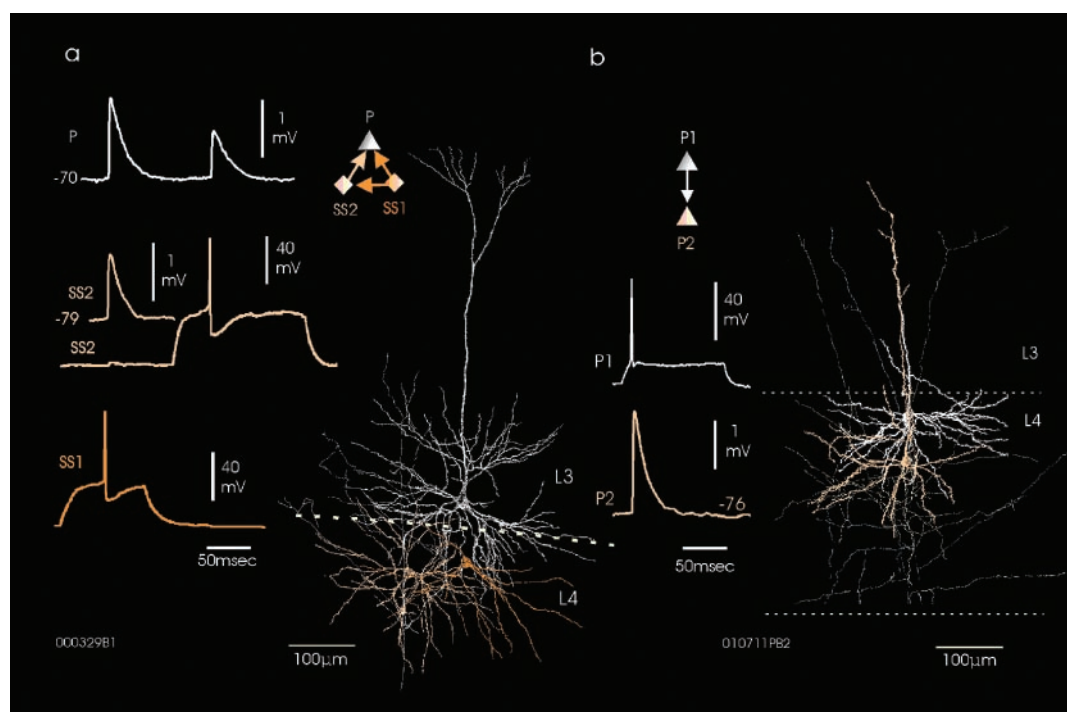 a
P
-70
1
mV
P
SS2
SS1
SS2
-79
1
mV
SS2
40
mV
SS1
40
mV
50msec
L3
L4
000329B1
100µm
b
P1
P2
P1
40
mV
P2
1
mV
-76
50msec
L3
L4
010711PB2
100µm